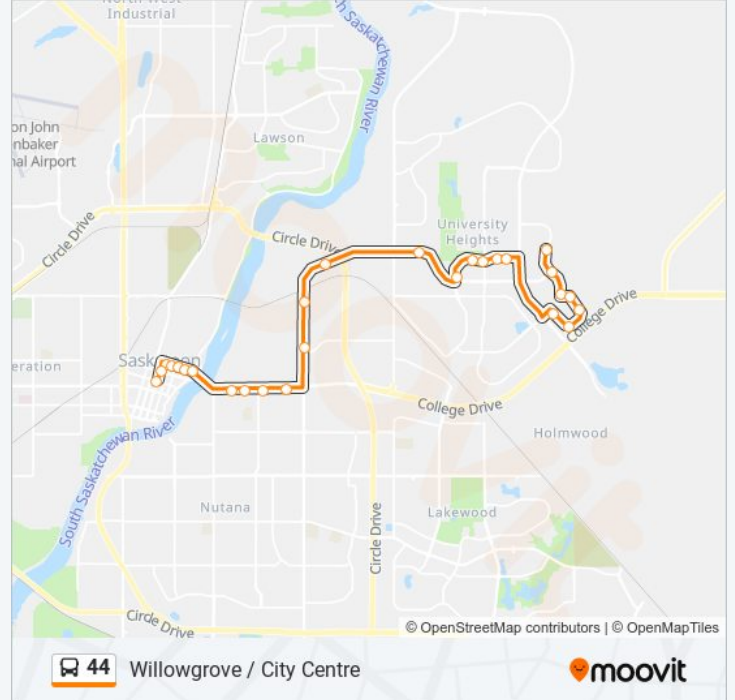 North West
Industrial
South Saskatchewan River
on John
nbaker
nal Airport
Lawson
University
Heights
Circle Drive
Circle Drive
College Drive
eration
Saskatoon
College Drive
Holmwood
South Saskatchewan River
Nutana
Lakewood
Circle Drive
Circle Drive
© OpenStreetMap contributors | © OpenMapTiles
44 Willowgrove / City Centre
moovit